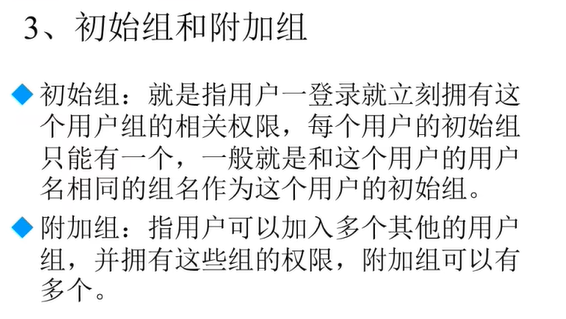 3、初始组和附加组
初始组：就是指用户一登录就立刻拥有这
个用户组的相关权限，每个用户的初始组
只能有一个，一般就是和这个用户的用户
名相同的组名作为这个用户的初始组。
附加组：指用户可以加入多个其他的用户
组，并拥有这些组的权限，附加组可以有
多个。